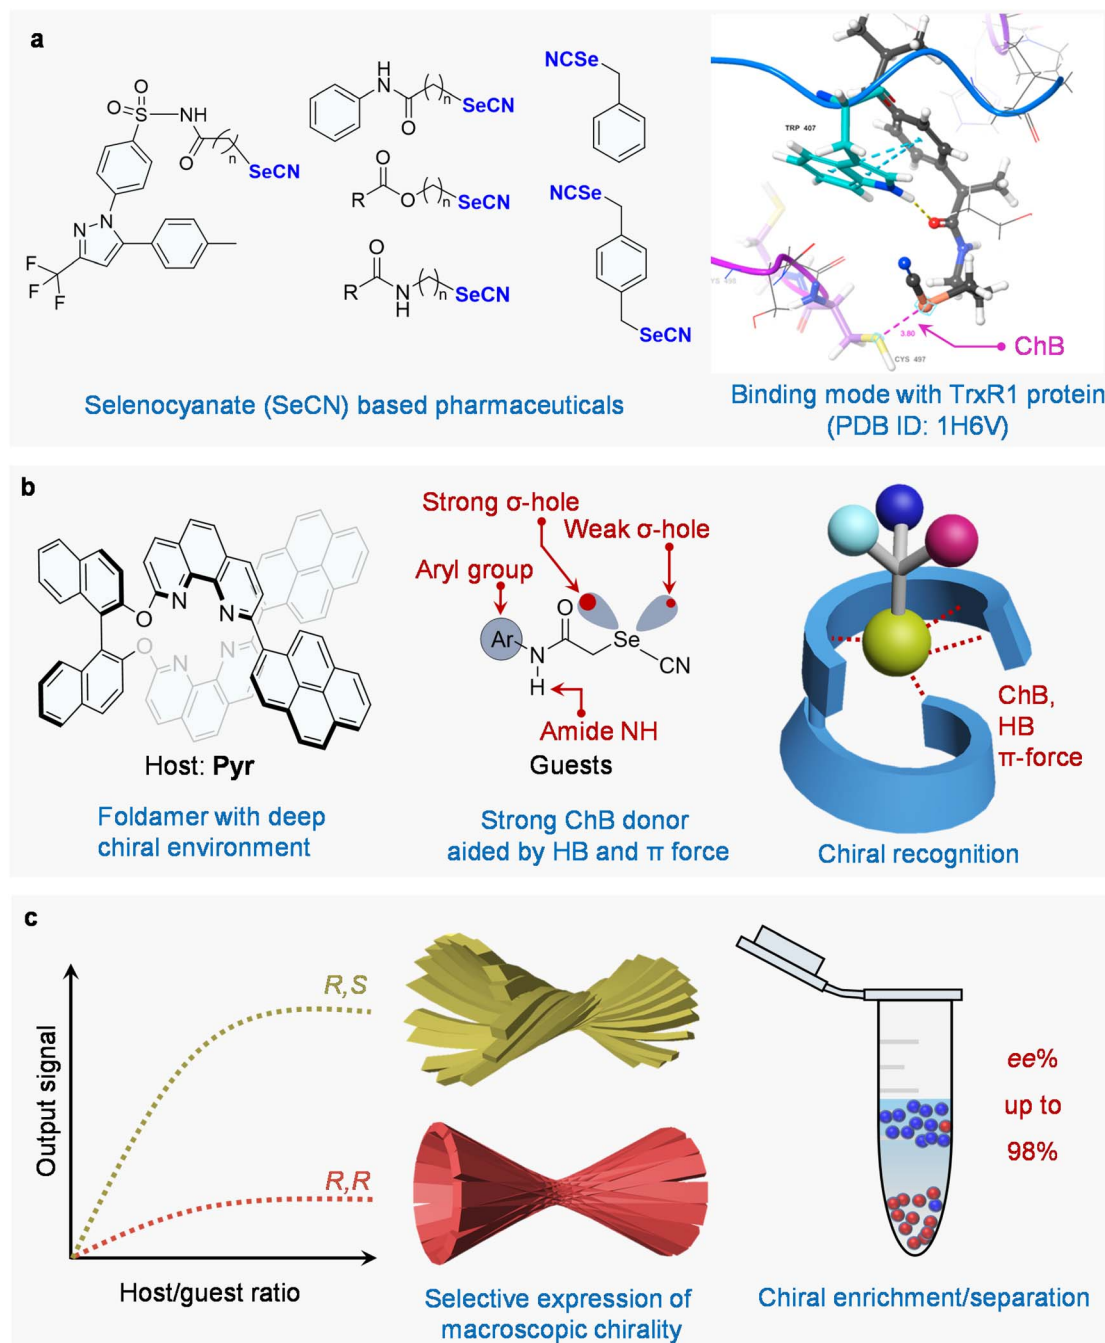 a
O O
S
NH
O
n
SeCN
N
N
F
F
F
H
N
O
n
SeCN
O
R
O
n
SeCN
O
R
N
H
n
SeCN
NCSe
NCSe
SeCN
TRP 407
3.80
CYS 497
ChB
Selenocyanate (SeCN) based pharmaceuticals
Binding mode with TrxR1 protein
(PDB ID: 1H6V)
b
O
N
N
O
N
N
Host: Pyr
Foldamer with deep
chiral environment
Strong σ-hole
Weak σ-hole
Aryl group
O
Ar
N
H
Se
CN
Amide NH
Guests
Strong ChB donor
aided by HB and π force
ChB,
HB
π-force
Chiral recognition
c
Output signal
R,S
R,R
Host/guest ratio
Selective expression of
macroscopic chirality
ee%
up to
98%
Chiral enrichment/separation